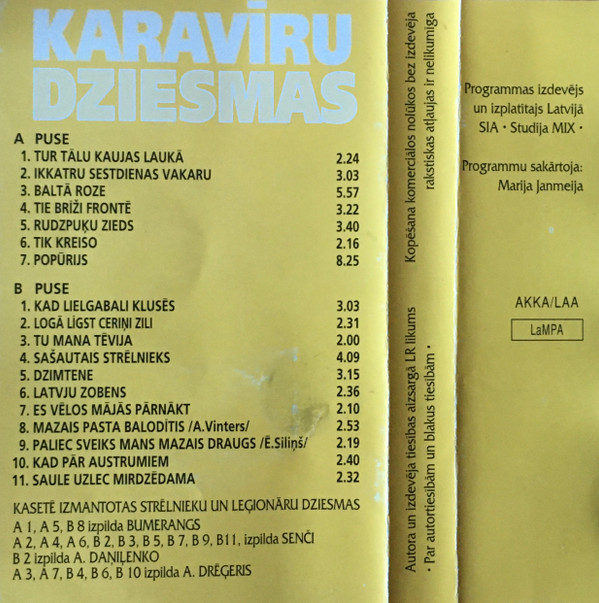 KARAVĪRU
DZIESMAS
A PUSE
1. TUR TĀLU KAUJAS LAUKĀ 2.24
2. IKKATRU SESTDIENAS VAKARU 3.03
3. BALTĀ ROZE 5.57
4. TIE BRĪŽI FRONTĒ 3.22
5. RUDZPUĶU ZIEDS 3.40
6. TIK KREISO 2.16
7. POPŪRIJS 8.25
B PUSE
1. KAD LIELGABALI KLUSĒS 3.03
2. LOGĀ LĪGST CERIŅI ZILI 2.31
3. TU MANA TĒVIJA 2.00
4. SAŠAUTAIS STRĒLNIEKS 4.09
5. DZIMTENE 3.15
6. LATVJU ZOBENS 2.36
7. ES VĒLOS MĀJĀS PĀRNĀKT 2.10
8. MAZAIS PASTA BALODĪTIS /A.Vinters/ 2.53
9. PALIEC SVEIKS MANS MAZAIS DRAUGS /Ē.Siliņš/ 2.19
10. KAD PĀR AUSTRUMIEM 2.40
11. SAULE UZLEC MIRDZĒDAMA 2.32
KASETĒ IZMANTOTAS STRĒLNIEKU UN LEĢIONĀRU DZIESMAS
A 1, A 5, B 8 izpilda BUMERANGS
A 2, A 4, A 6, B 2, B 3, B 5, B 7, B 9, B11, izpilda SENČI
B 2 izpilda A. DAŅIĻENKO
A 3, A 7, B 4, B 6, B 10 izpilda A. DRĒĢERIS
Autora un izdevēja tiesības aizsargā LR likums
• Par autortiesībām un blakus tiesībām •
Kopēšana komerciālos nolūkos bez izdevēja
rakstiskas atļaujas ir nelikumīga
Programmas izdevējs
un izplatītājs Latvijā
SIA • Studija MIX •
Programmu sakārtoja:
Marija Janmeija
AKKA/LAA
LaMPA